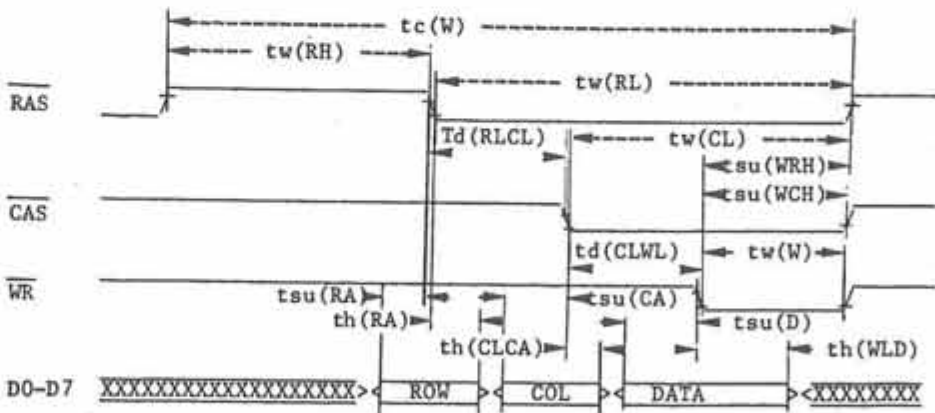 tc(W)
tw(RH)
tw(RL)
RAS
Td(RLCL)
tw(CL)
tsu(WRH)
tsu(WCH)
CAS
td(CLWL)
tw(W)
WR
tsu(RA)
tsu(CA)
th(RA)
tsu(D)
th(CLCA)
th(WLD)
D0-D7 XXXXXXXXXXXXXXXXXXX> <ROW> <COL> <DATA> <XXXXXXXX